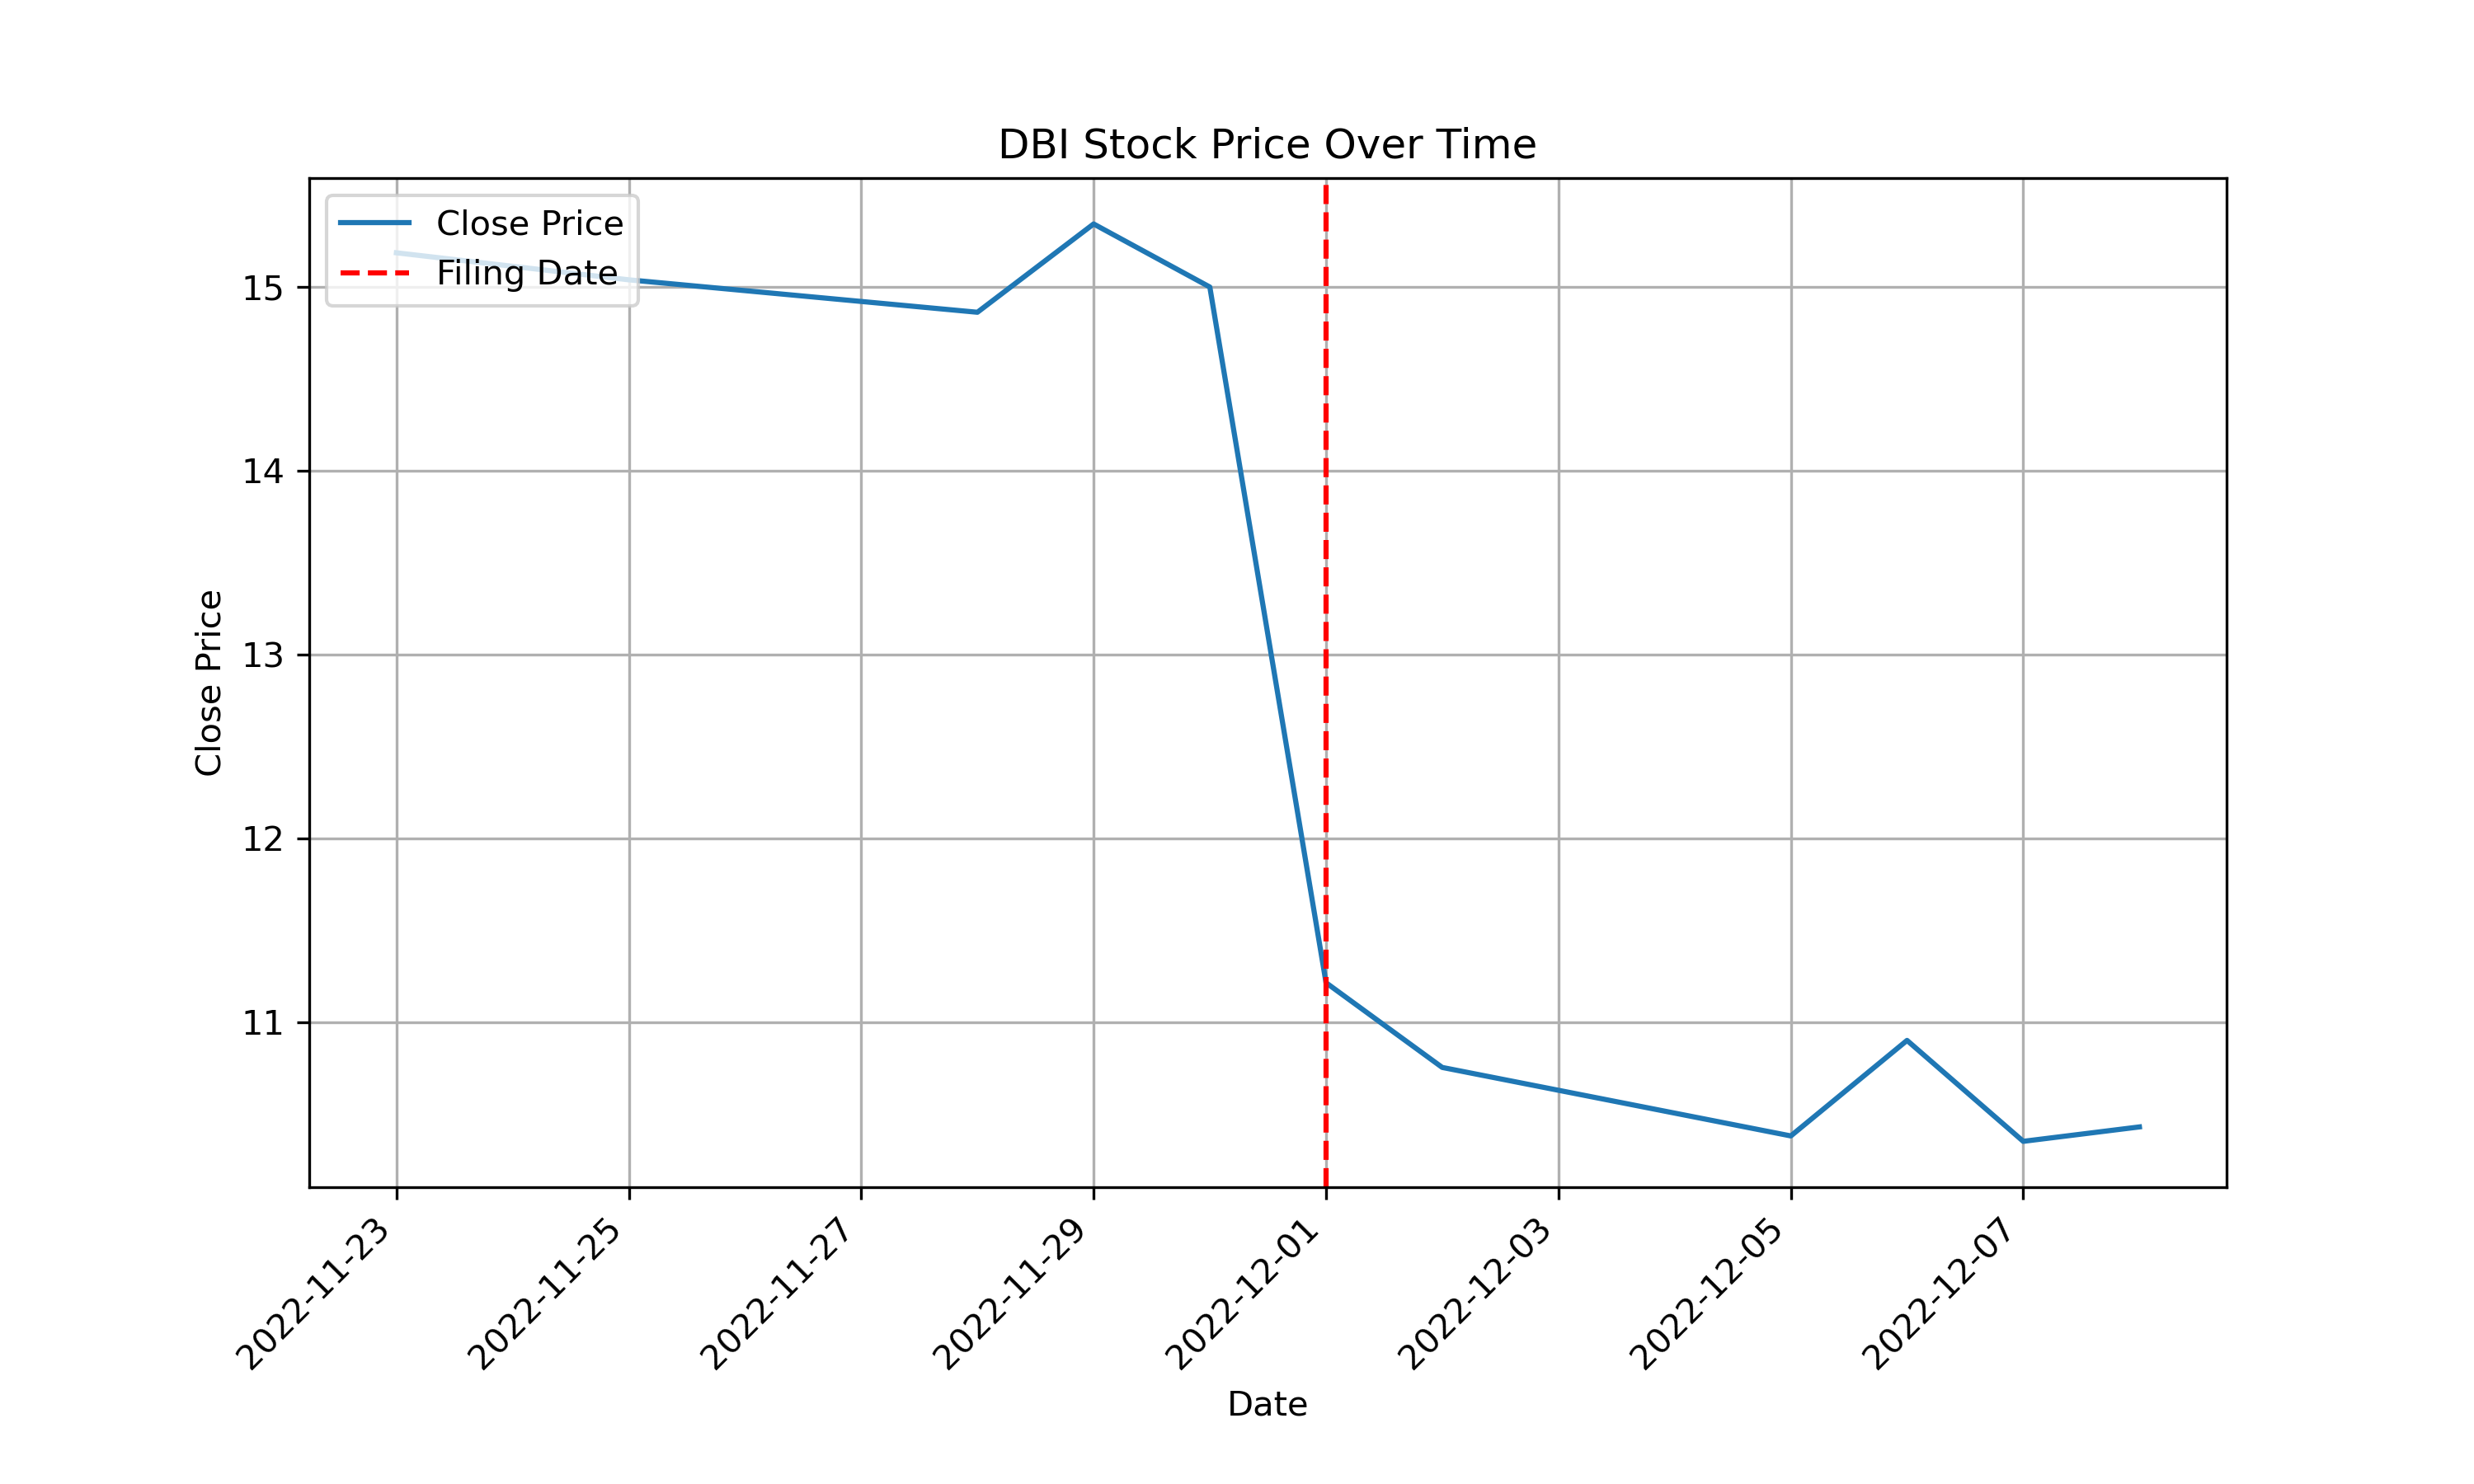 DBI Stock Price Over Time
Close Price
Filing Date
Close Price
15
14
13
12
11
2022-11-23
2022-11-25
2022-11-27
2022-11-29
2022-12-01
2022-12-03
2022-12-05
2022-12-07
Date